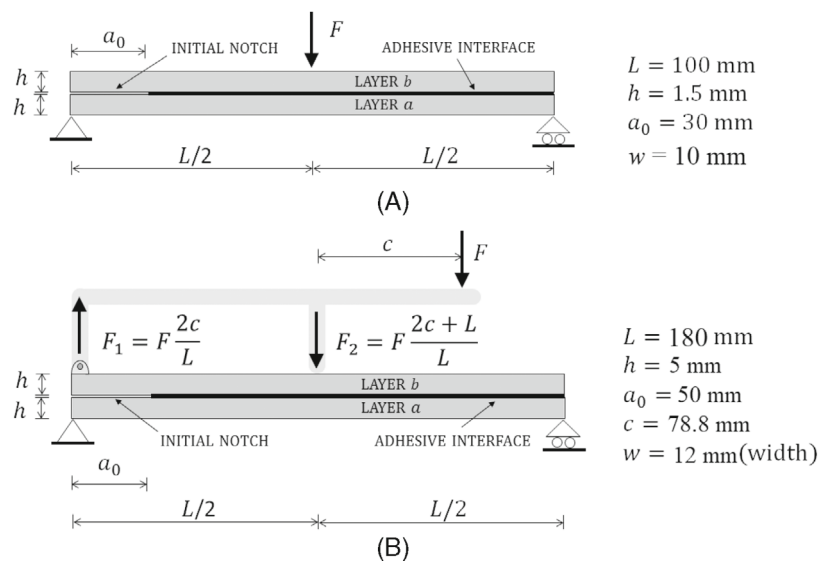 a₀
INITIAL NOTCH
F
ADHESIVE INTERFACE
h
LAYER b
h
LAYER a
L/2
L/2
L = 100 mm
h = 1.5 mm
a₀ = 30 mm
w = 10 mm
(A)
c
F
F₁ = F 2c/L
F₂ = F 2c + L/L
h
LAYER b
h
LAYER a
INITIAL NOTCH
ADHESIVE INTERFACE
a₀
L/2
L/2
L = 180 mm
h = 5 mm
a₀ = 50 mm
c = 78.8 mm
w = 12 mm(width)
(B)